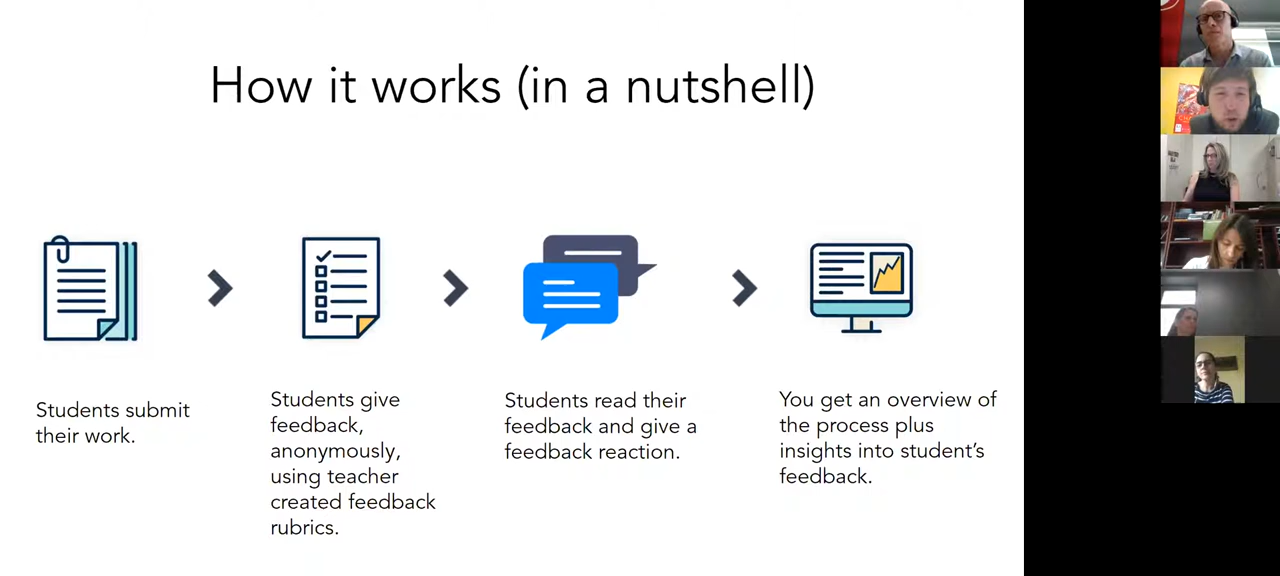 How it works (in a nutshell)
Students submit
their work.
Students give
feedback,
anonymously,
using teacher
created feedback
rubrics.
Students read their
feedback and give a
feedback reaction.
You get an overview of
the process plus
insights into student’s
feedback.